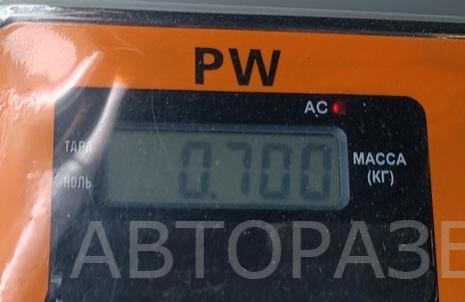 PW
AC
ТАРА
НОЛЬ
0.700
МАССА
(КГ)
АВТОРАЗБ